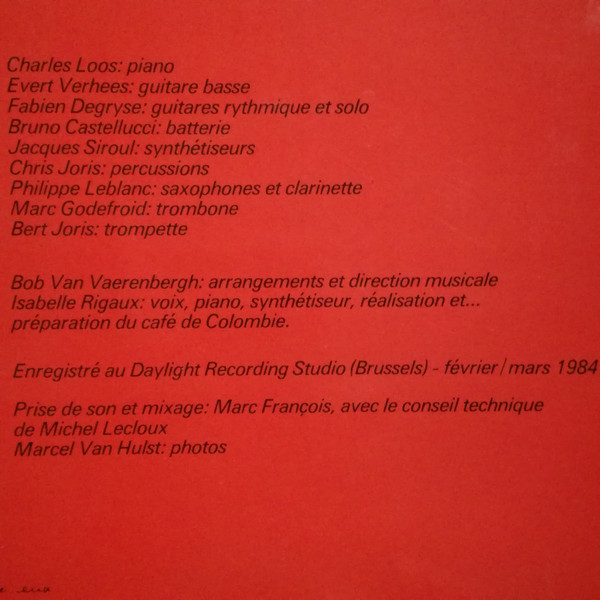 Charles Loos: piano
Evert Verhees: guitare basse
Fabien Degryse: guitares rythmique et solo
Bruno Castellucci: batterie
Jacques Siroul: synthétiseurs
Chris Joris: percussions
Philippe Leblanc: saxophones et clarinette
Marc Godefroid: trombone
Bert Joris: trompette
Bob Van Vaerenbergh: arrangements et direction musicale
Isabelle Rigaux: voix, piano, synthétiseur, réalisation et...
préparation du café de Colombie.
Enregistré au Daylight Recording Studio (Brussels) - février/mars 1984
Prise de son et mixage: Marc François, avec le conseil technique
de Michel Lecloux
Marcel Van Hulst: photos